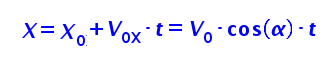 X = X₀ + V₀ₓ · t = V₀ · cos(α) · t